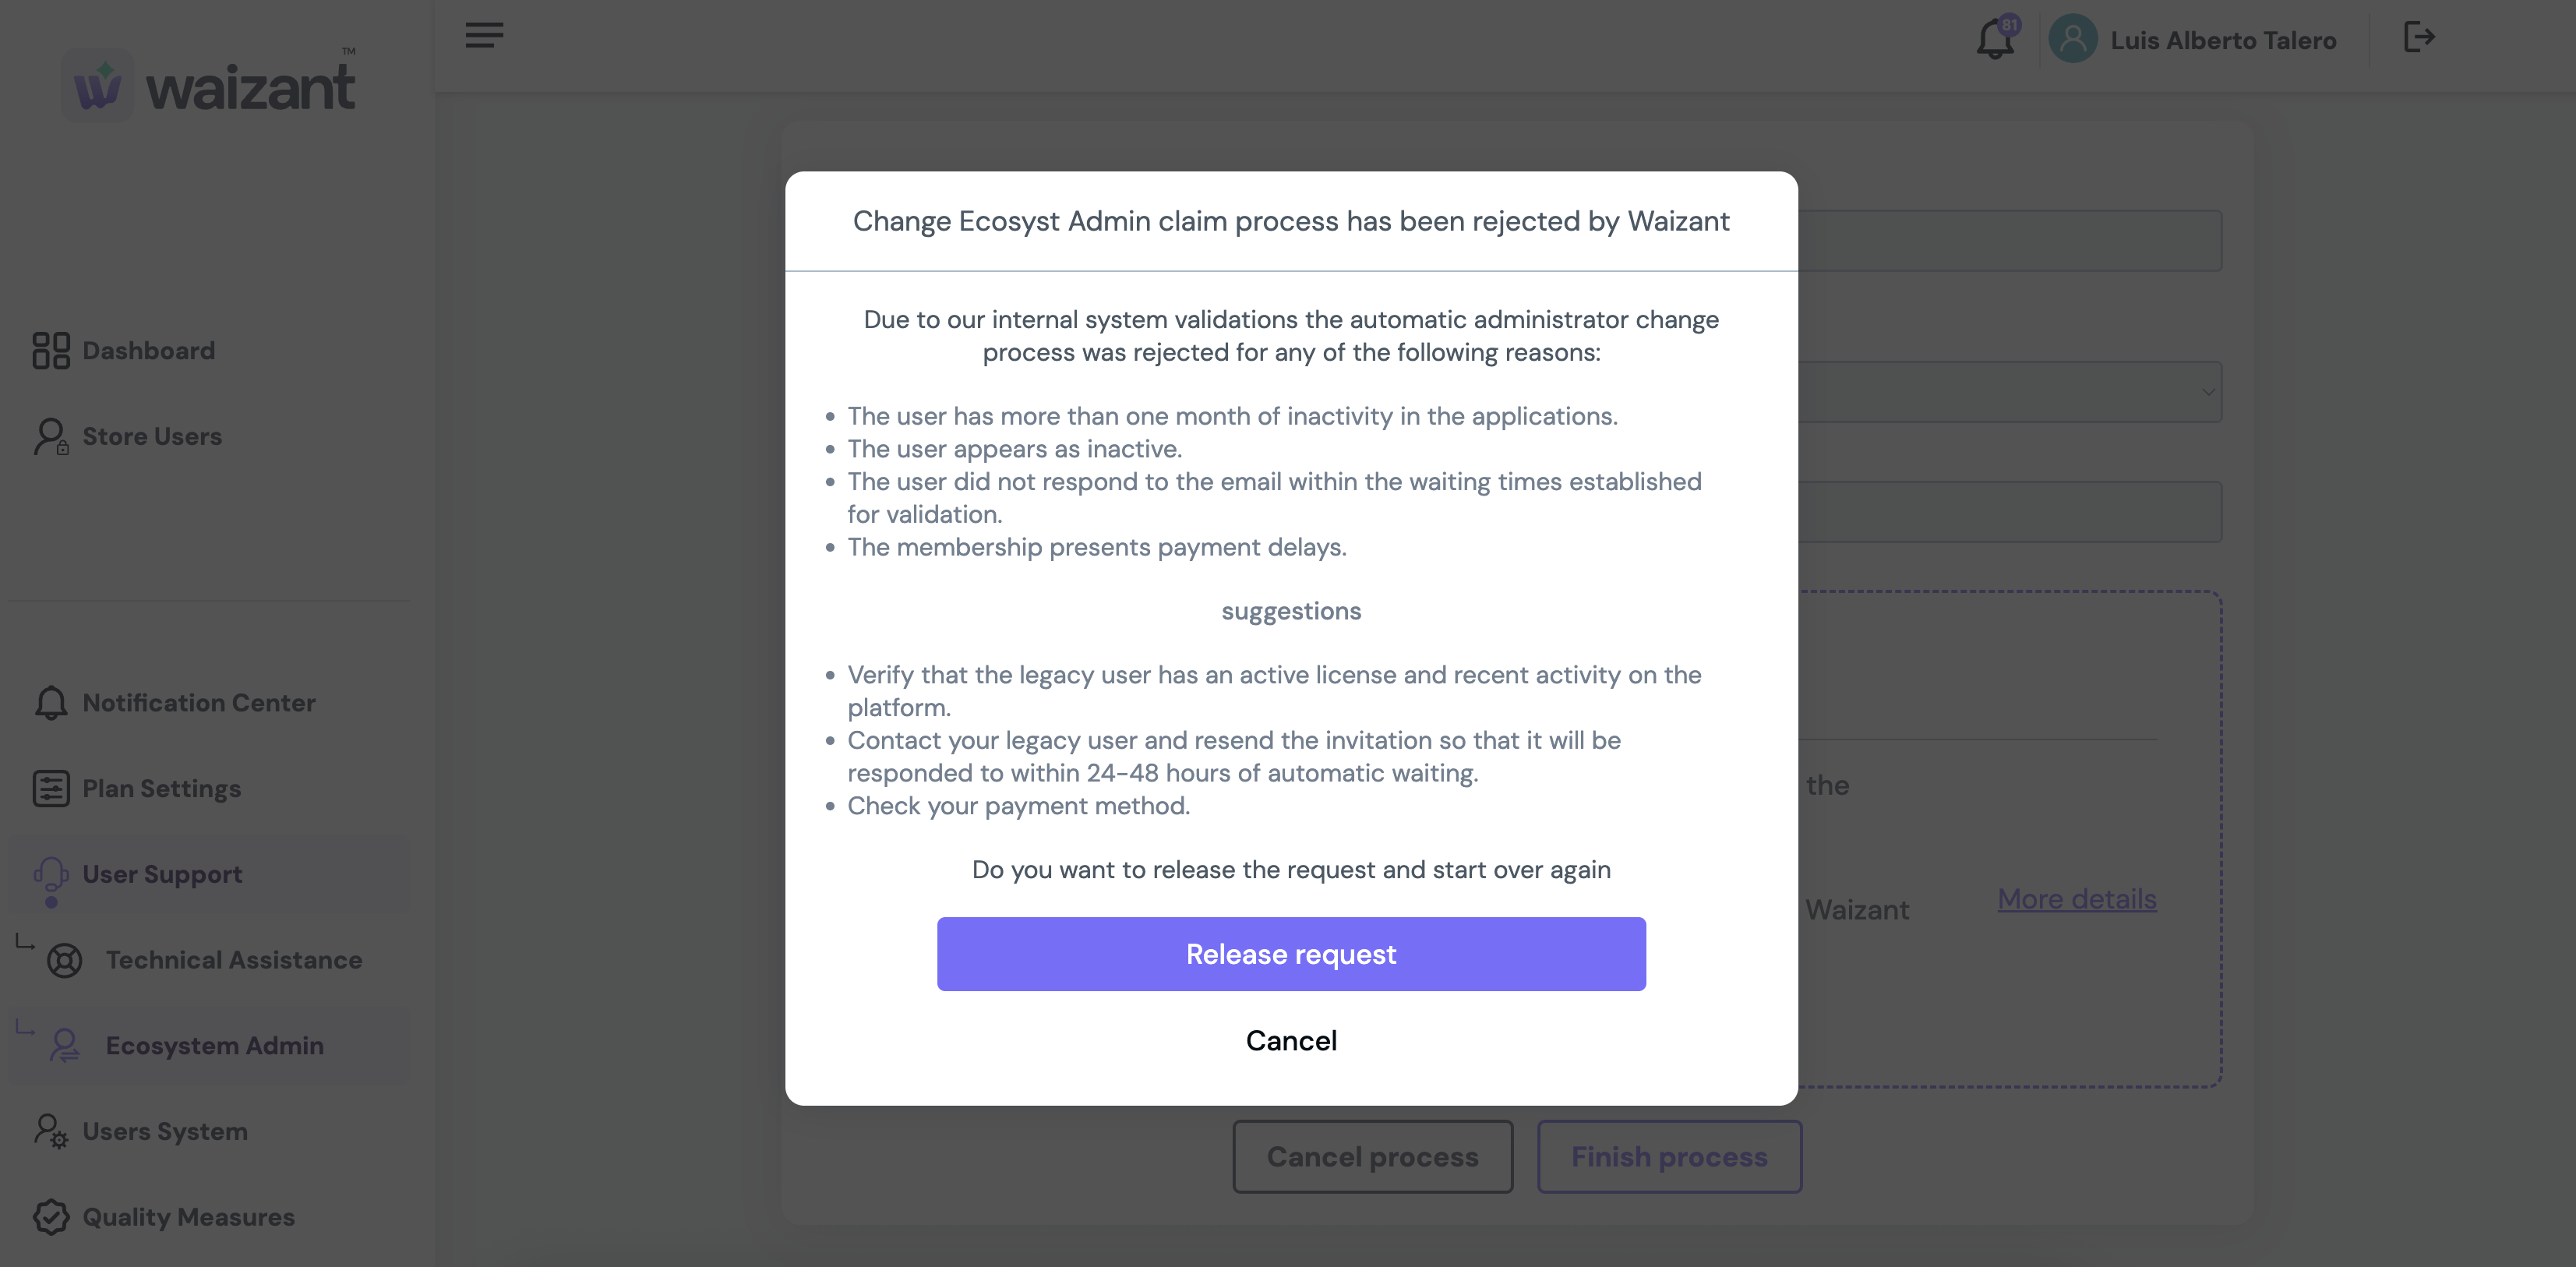 waizant™
81
Luis Alberto Talero
Dashboard
Store Users
Notification Center
Plan Settings
User Support
Technical Assistance
Ecosystem Admin
Users System
Quality Measures
Change Ecosyst Admin claim process has been rejected by Waizant
Due to our internal system validations the automatic administrator change
process was rejected for any of the following reasons:
• The user has more than one month of inactivity in the applications.
• The user appears as inactive.
• The user did not respond to the email within the waiting times established
for validation.
• The membership presents payment delays.
suggestions
• Verify that the legacy user has an active license and recent activity on the
platform.
• Contact your legacy user and resend the invitation so that it will be
responded to within 24-48 hours of automatic waiting.
• Check your payment method.
Do you want to release the request and start over again
Release request
Cancel
the
Waizant
More details
Cancel process
Finish process